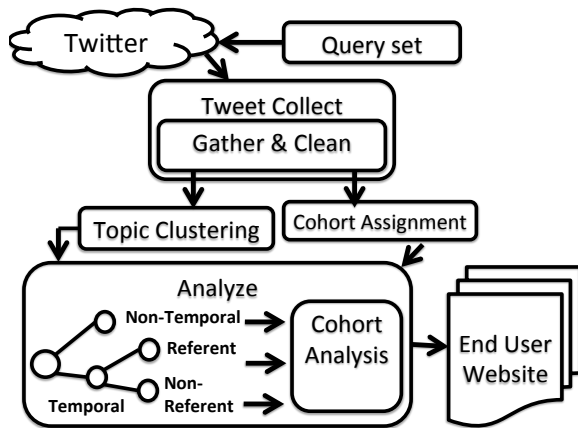 Twitter
Query set
Tweet Collect
Gather & Clean
Topic Clustering
Cohort Assignment
Analyze
Non-Temporal
Referent
Non-
Referent
Temporal
Cohort
Analysis
End User
Website